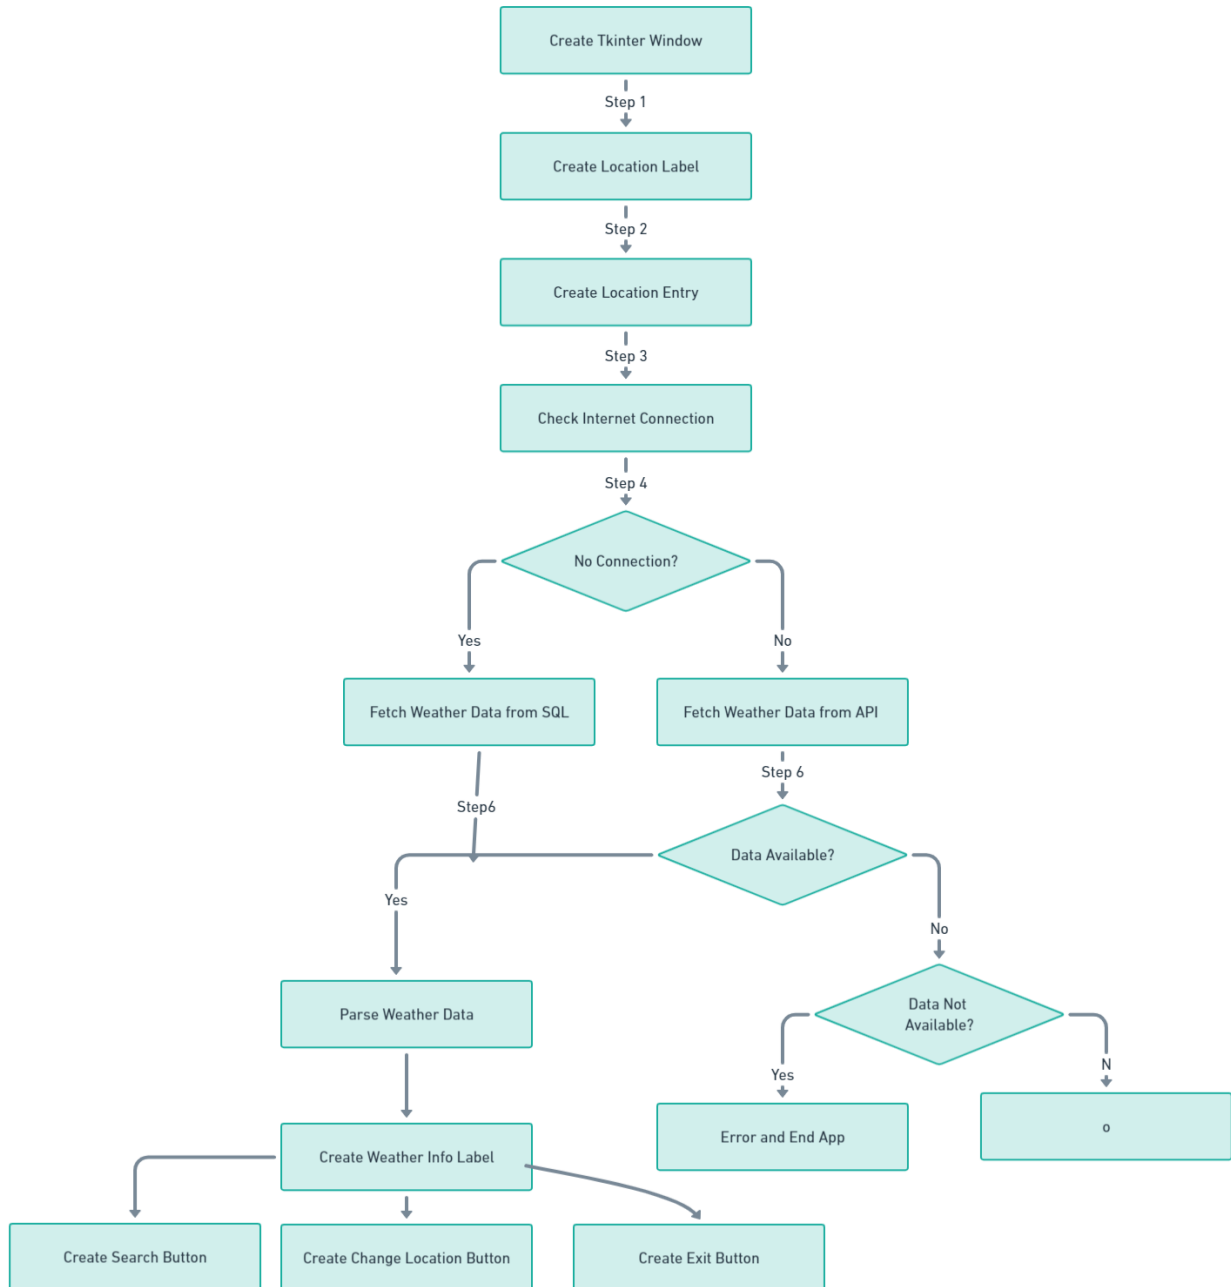 Create Tkinter Window
Step 1
Create Location Label
Step 2
Create Location Entry
Step 3
Check Internet Connection
Step 4
No Connection?
Yes
No
Fetch Weather Data from SQL
Fetch Weather Data from API
Step 6
Step6
Data Available?
Yes
No
Data Not
Available?
Parse Weather Data
Yes
N
Error and End App
o
Create Weather Info Label
Create Search Button
Create Change Location Button
Create Exit Button